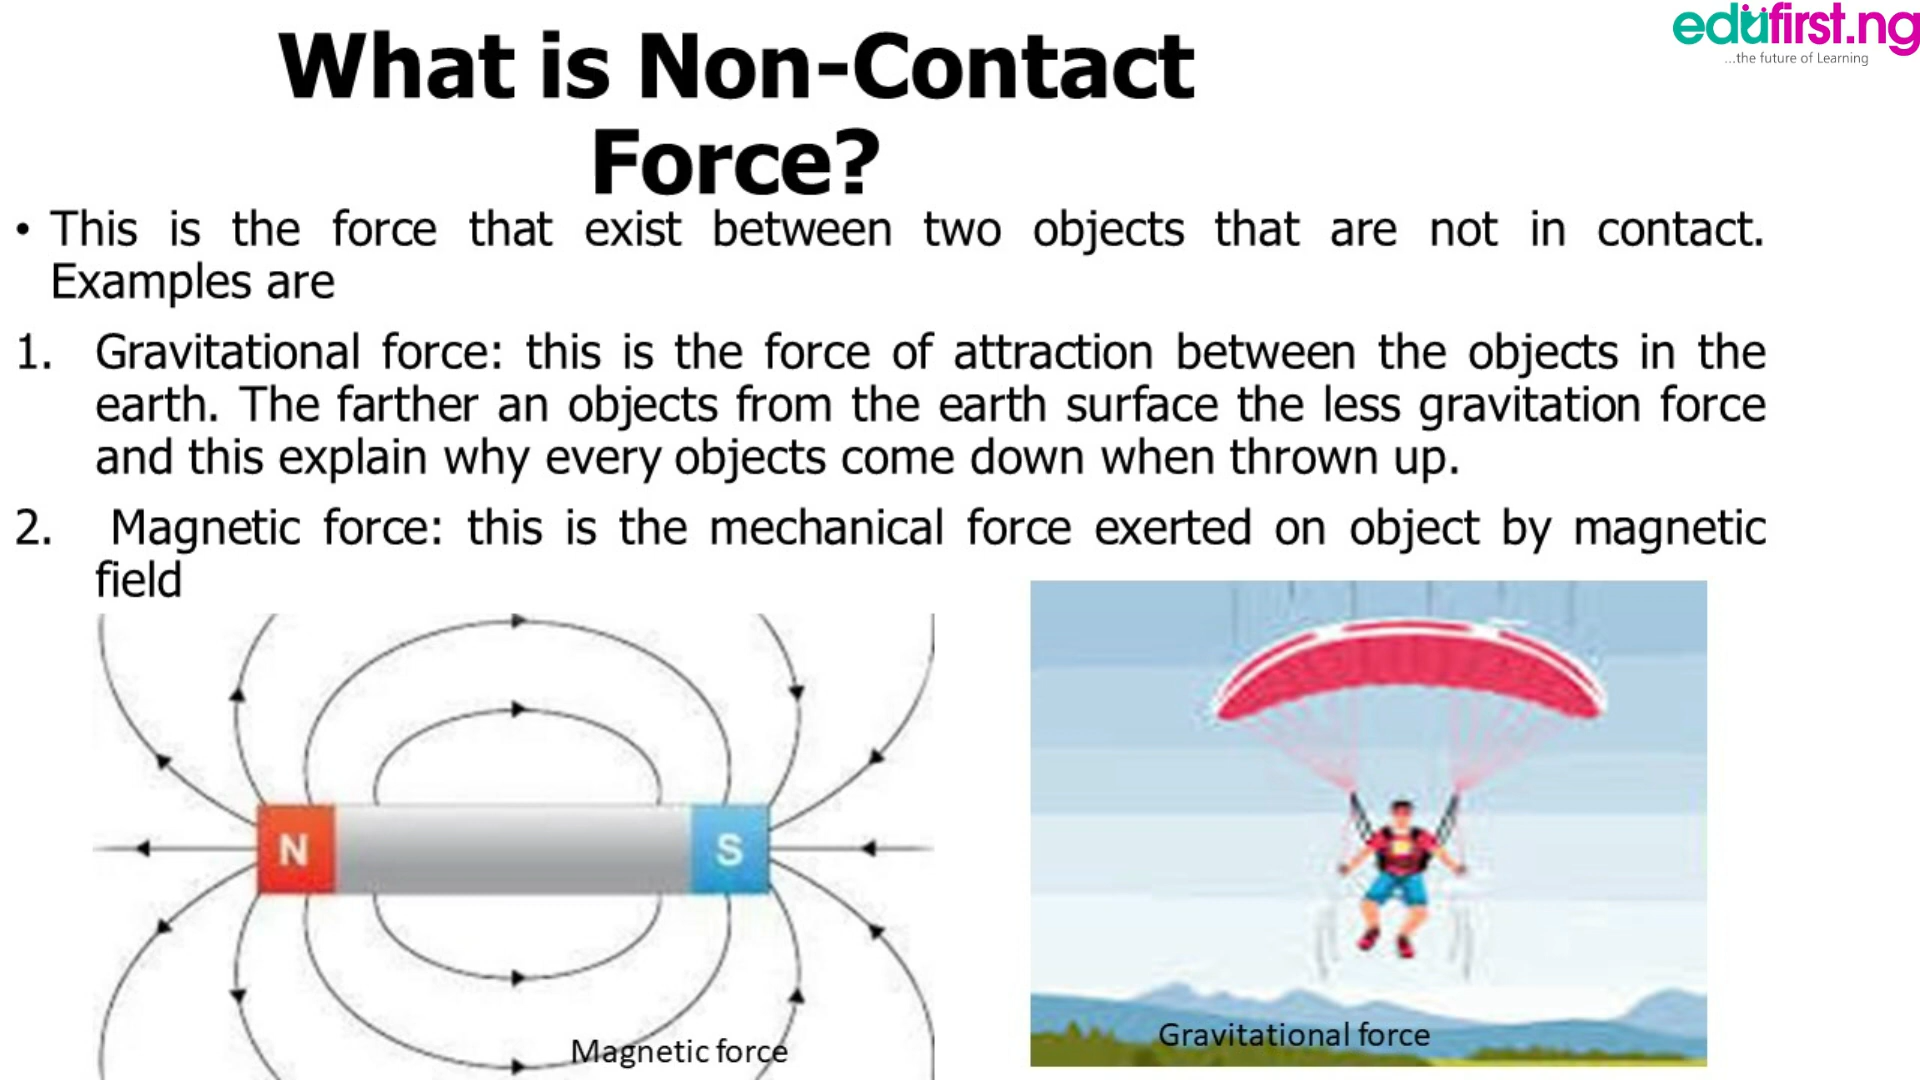 edufirst.ng
...the future of Learning
What is Non-Contact
Force?
• This is the force that exist between two objects that are not in contact.
Examples are
1. Gravitational force: this is the force of attraction between the objects in the
earth. The farther an objects from the earth surface the less gravitation force
and this explain why every objects come down when thrown up.
2. Magnetic force: this is the mechanical force exerted on object by magnetic
field
N
S
Magnetic force
Gravitational force